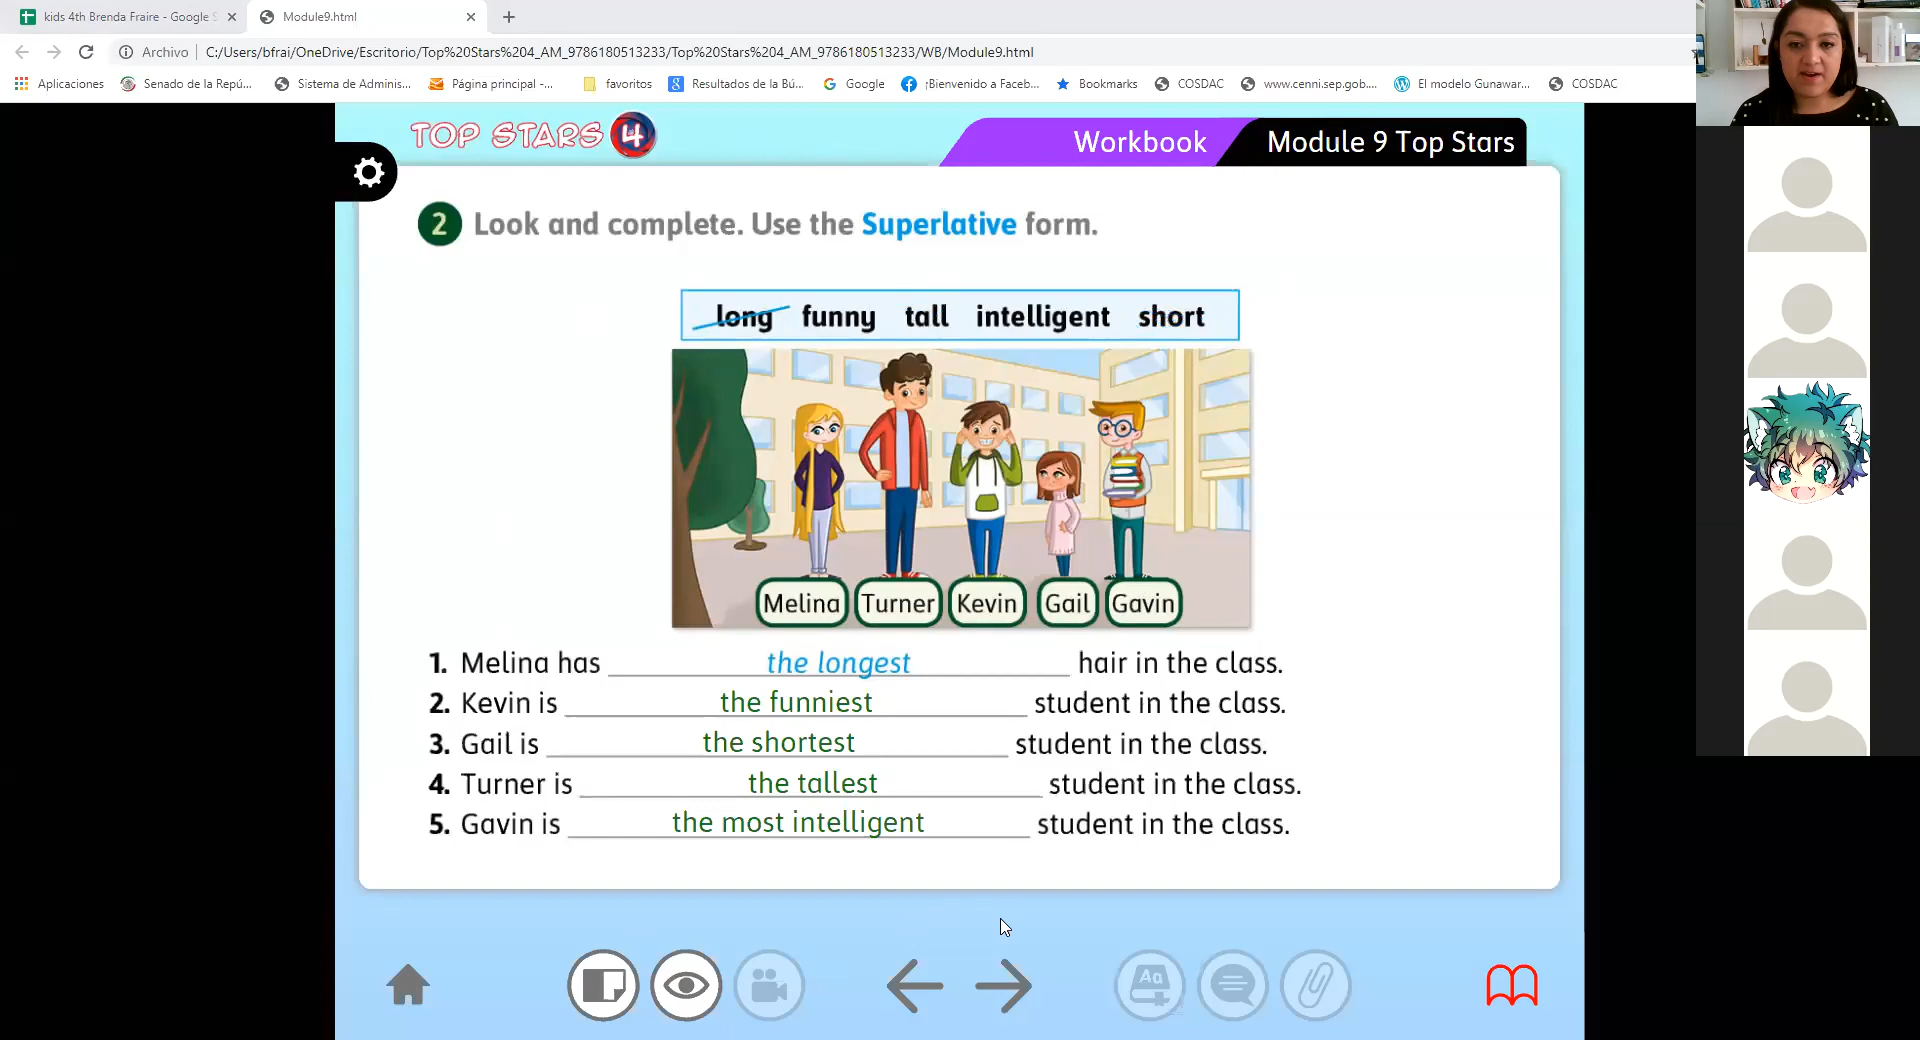 kids 4th Brenda Fraire - Google S
Module9.html
Archivo C:/Users/bfrai/OneDrive/Escritorio/Top%20Stars%204_AM_9786180513233/Top%20Stars%204_AM_9786180513233/WB/Module9.html
Aplicaciones Senado de la Repú... Sistema de Adminis... Página principal -... favoritos Resultados de la Bú... Google ¡Bienvenido a Faceb... Bookmarks COSDAC www.cenni.sep.gob.... El modelo Gunawar... COSDAC
TOP STARS 4
Workbook Module 9 Top Stars
2 Look and complete. Use the Superlative form.
long funny tall intelligent short
Melina Turner Kevin Gail Gavin
1. Melina has the longest hair in the class.
2. Kevin is the funniest student in the class.
3. Gail is the shortest student in the class.
4. Turner is the tallest student in the class.
5. Gavin is the most intelligent student in the class.
Aa